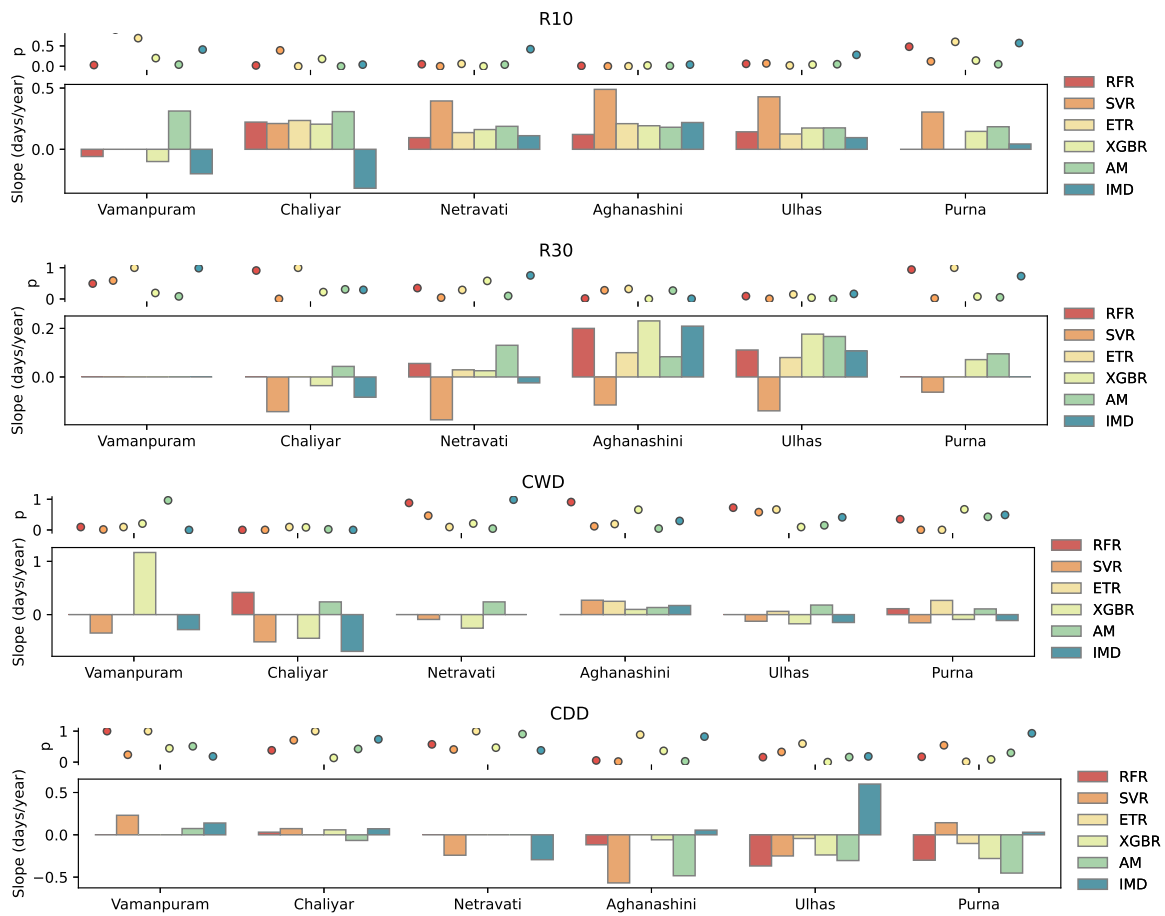 R10
p
0.5
0.0
Slope (days/year)
0.5
0.0
Vamanpuram Chaliyar Netravati Aghanashini Ulhas Purna
RFR
SVR
ETR
XGBR
AM
IMD
R30
p
1
0
Slope (days/year)
0.2
0.0
Vamanpuram Chaliyar Netravati Aghanashini Ulhas Purna
RFR
SVR
ETR
XGBR
AM
IMD
CWD
p
1
0
Slope (days/year)
1
0
Vamanpuram Chaliyar Netravati Aghanashini Ulhas Purna
RFR
SVR
ETR
XGBR
AM
IMD
CDD
p
1
0
Slope (days/year)
0.5
0.0
−0.5
Vamanpuram Chaliyar Netravati Aghanashini Ulhas Purna
RFR
SVR
ETR
XGBR
AM
IMD